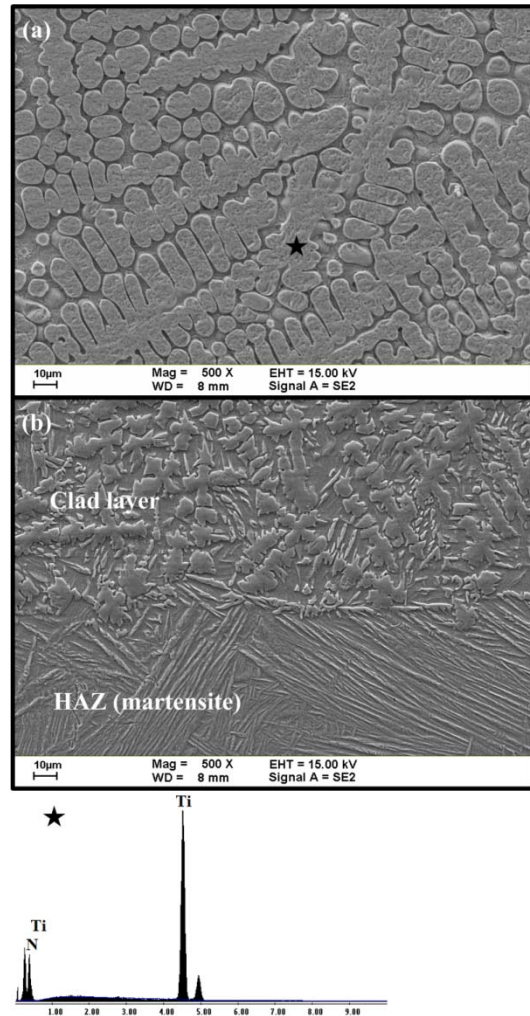 (a)
10µm
Mag = 500 X
EHT = 15.00 kV
WD = 8 mm
Signal A = SE2
(b)
Clad layer
HAZ (martensite)
10µm
Mag = 500 X
EHT = 15.00 kV
WD = 8 mm
Signal A = SE2
Ti
Ti
N
1.00 2.00 3.00 4.00 5.00 6.00 7.00 8.00 9.00